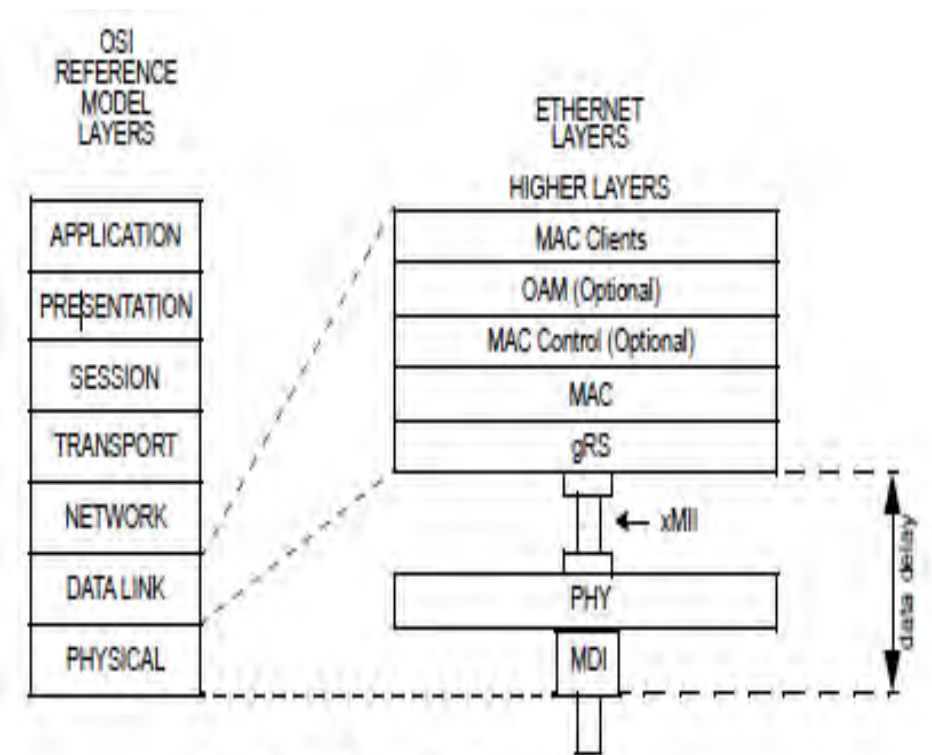 OSI
REFERENCE
MODEL
LAYERS
APPLICATION
PRESENTATION
SESSION
TRANSPORT
NETWORK
DATA LINK
PHYSICAL
ETHERNET
LAYERS
HIGHER LAYERS
MAC Clients
OAM (Optional)
MAC Control (Optional)
MAC
gRS
xMII
PHY
MDI
data delay